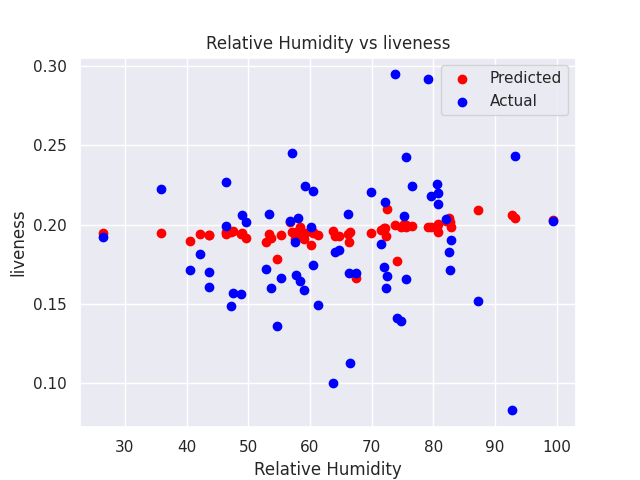 Relative Humidity vs liveness
Predicted
Actual
0.30
0.25
0.20
0.15
0.10
liveness
30 40 50 60 70 80 90 100
Relative Humidity